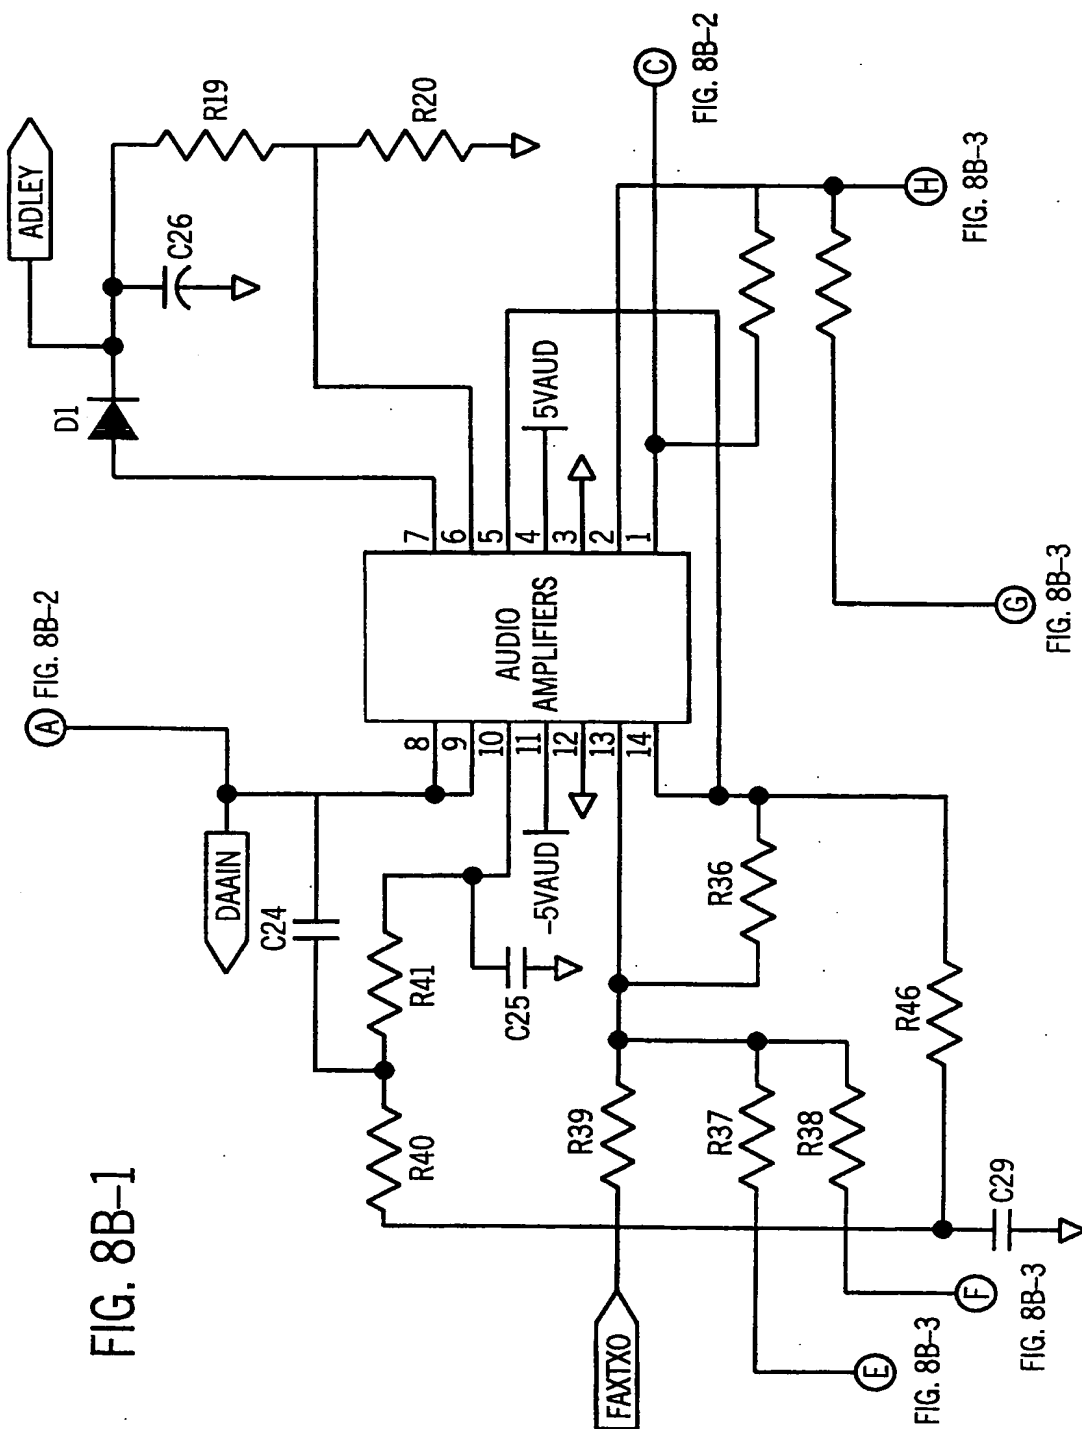 FIG. 8B-1
ADLEY
R19
R20
C26
D1
C
FIG. 8B-2
H
FIG. 8B-3
G
FIG. 8B-3
5VAUD
7
6
5
4
3
2
1
AUDIO
AMPLIFIERS
8
9
10
11
12
13
14
A FIG. 8B-2
DAAIN
C24
R41
C25
-5VAUD
R36
R40
R39
R37
R38
R46
C29
FAXTXO
E
FIG. 8B-3
F
FIG. 8B-3